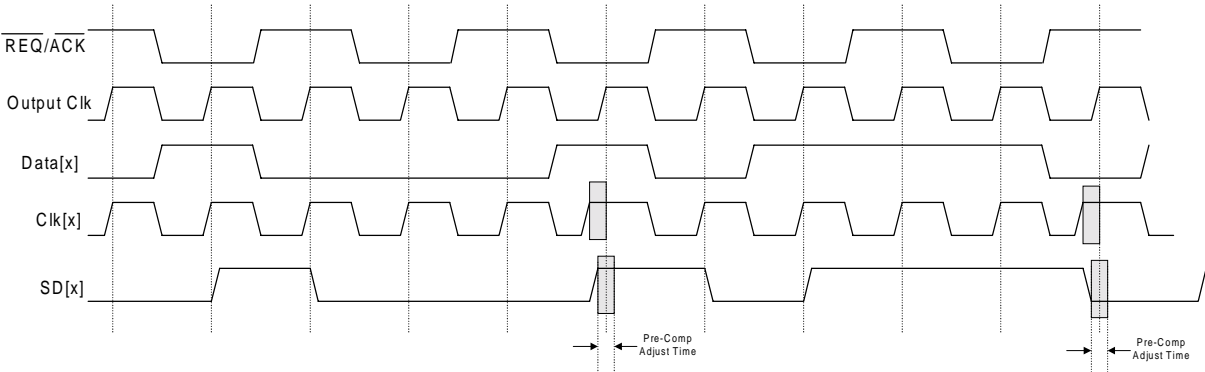 REQ/ACK
Output Clk
Data[x]
Clk[x]
SD[x]
Pre-Comp
Adjust Time
Pre-Comp
Adjust Time